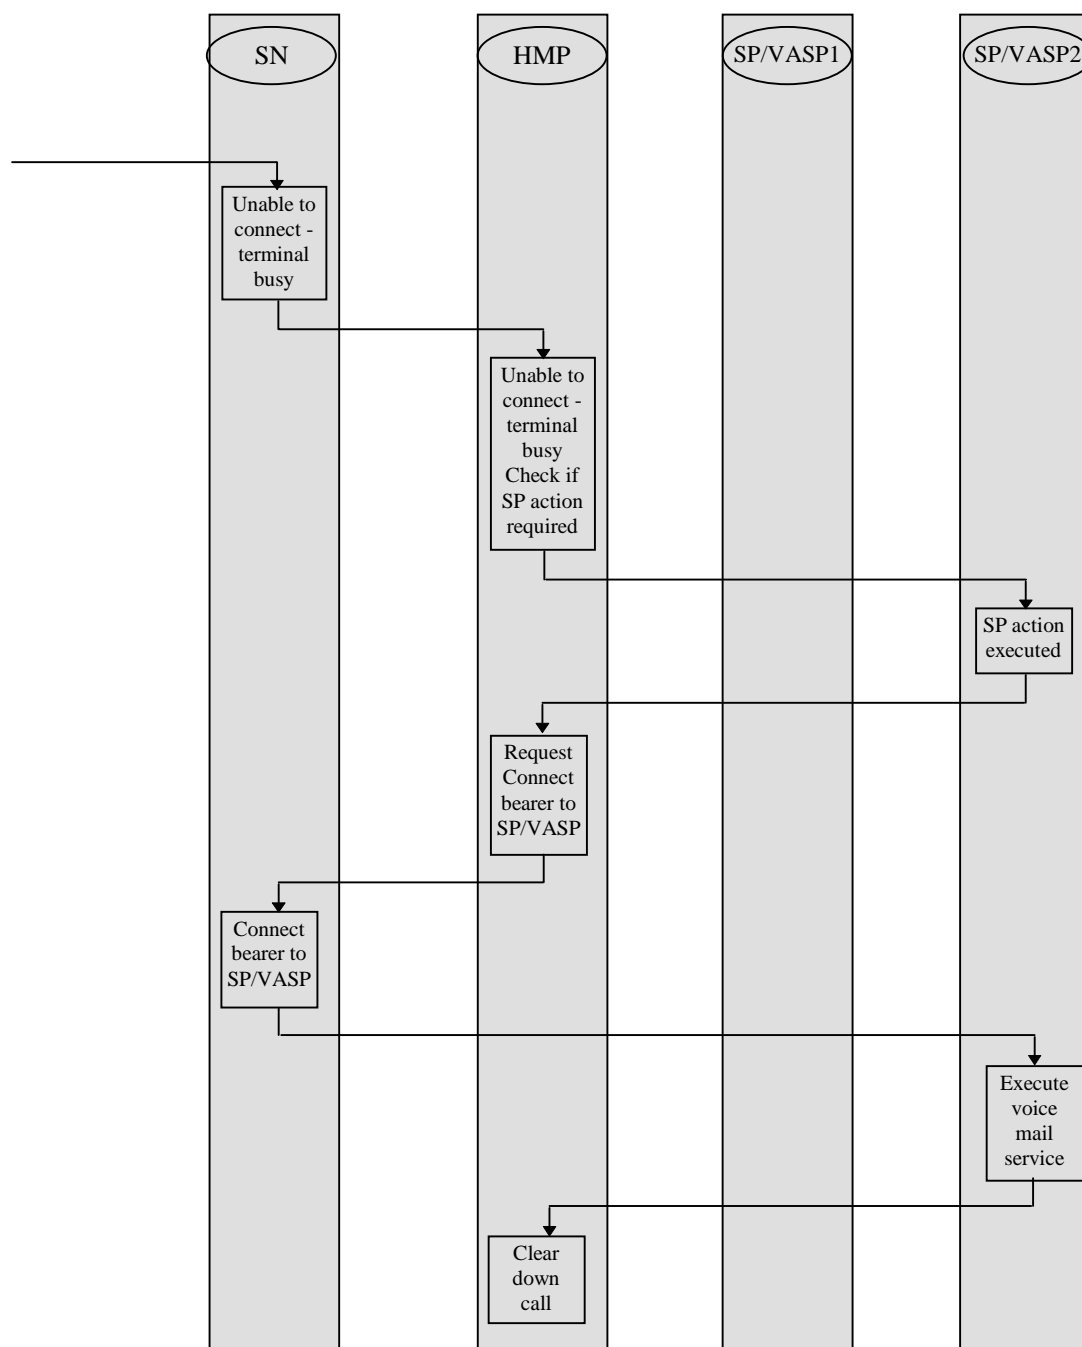 SN
HMP
SP/VASP1
SP/VASP2
Unable to
connect -
terminal
busy
Unable to
connect -
terminal
busy
Check if
SP action
required
SP action
executed
Request
Connect
bearer to
SP/VASP
Connect
bearer to
SP/VASP
Execute
voice
mail
service
Clear
down
call